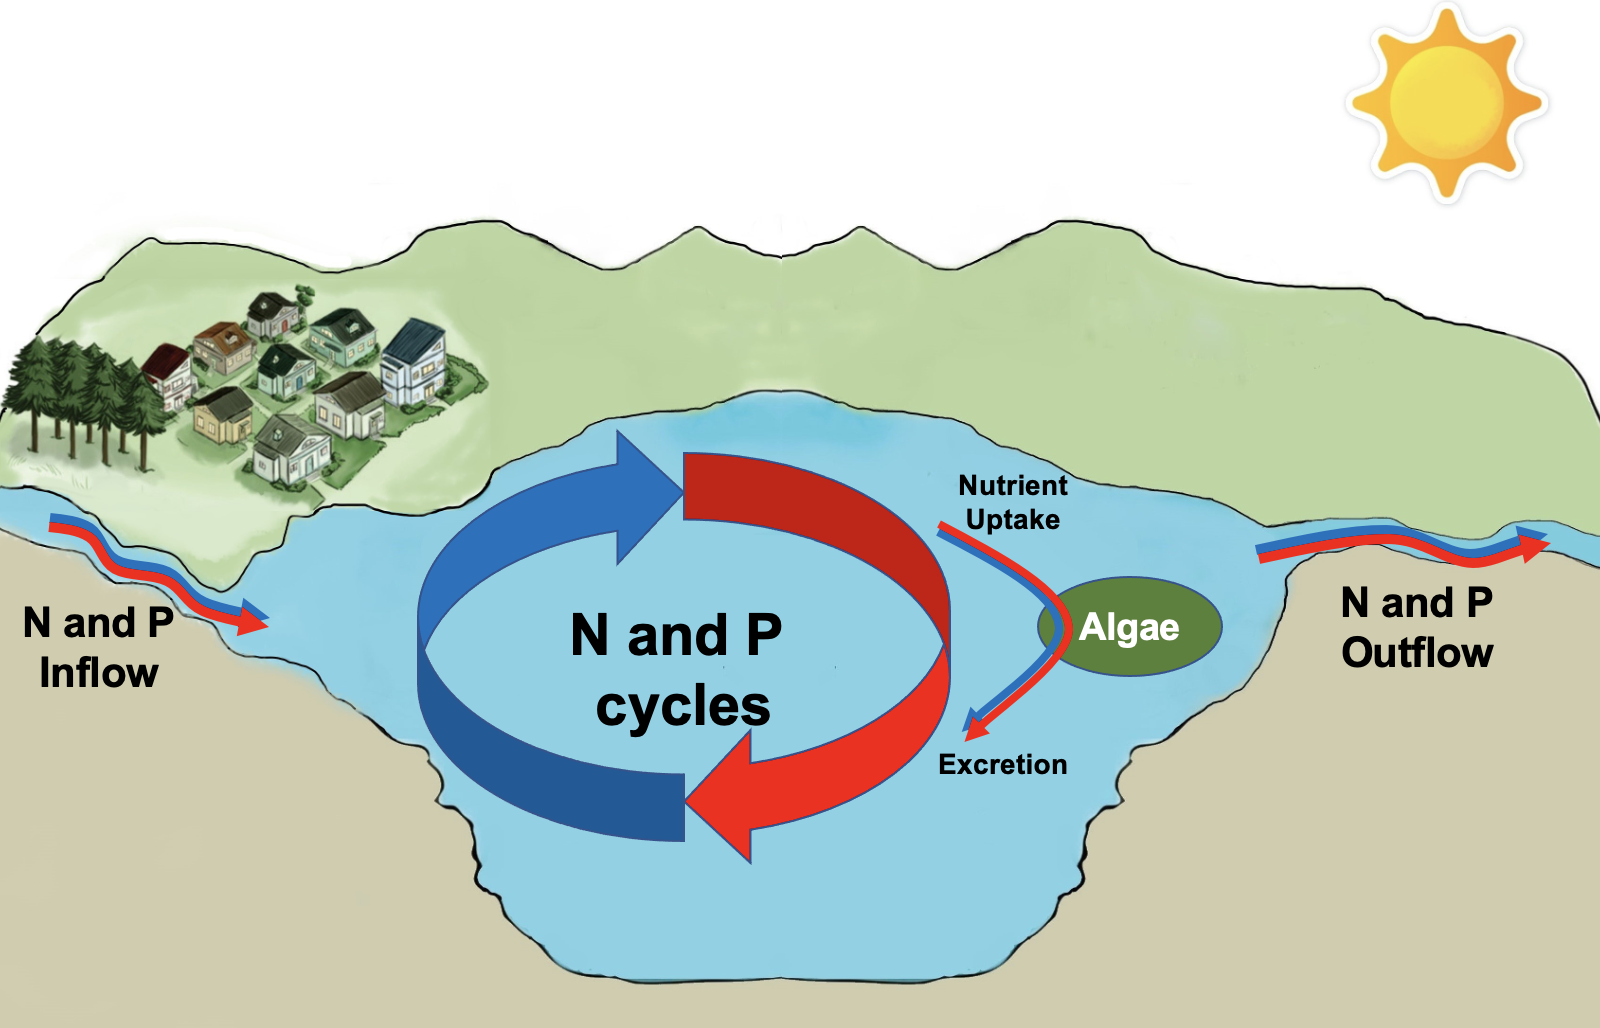 Nutrient
Uptake
N and P
Inflow
N and P
cycles
Algae
N and P
Outflow
Excretion